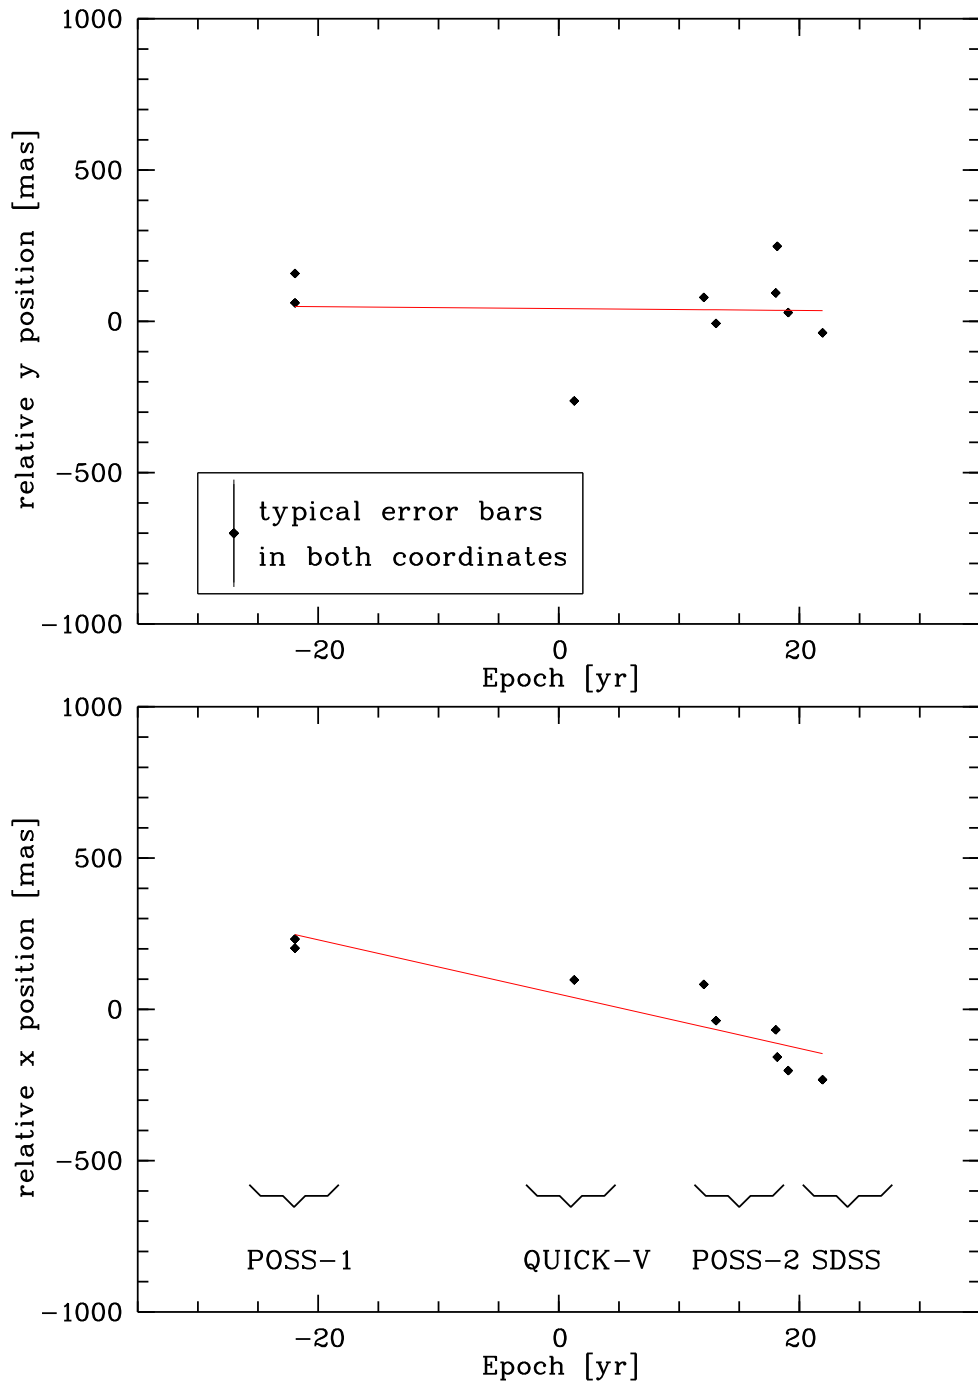 1000
500
0
−500
−1000
relative y position [mas]
typical error bars
in both coordinates
−20 0 20
Epoch [yr]
1000
500
0
−500
−1000
relative x position [mas]
POSS−1 QUICK−V POSS−2 SDSS
−20 0 20
Epoch [yr]